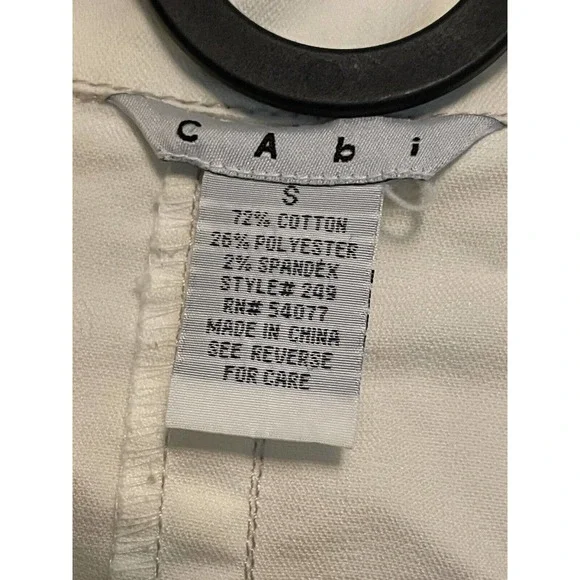 CAbi
S
72% COTTON
26% POLYESTER
2% SPANDEX
STYLE# 249
RN# 54077
MADE IN CHINA
SEE REVERSE
FOR CARE